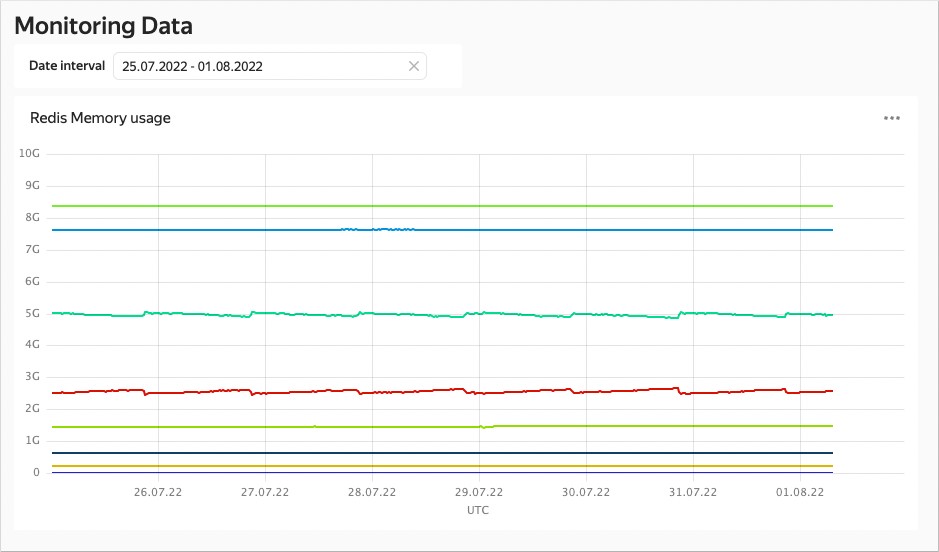 Monitoring Data
Date interval 25.07.2022 - 01.08.2022
Redis Memory usage
10G
9G
8G
7G
6G
5G
4G
3G
2G
1G
0
26.07.22 27.07.22 28.07.22 29.07.22 30.07.22 31.07.22 01.08.22
UTC